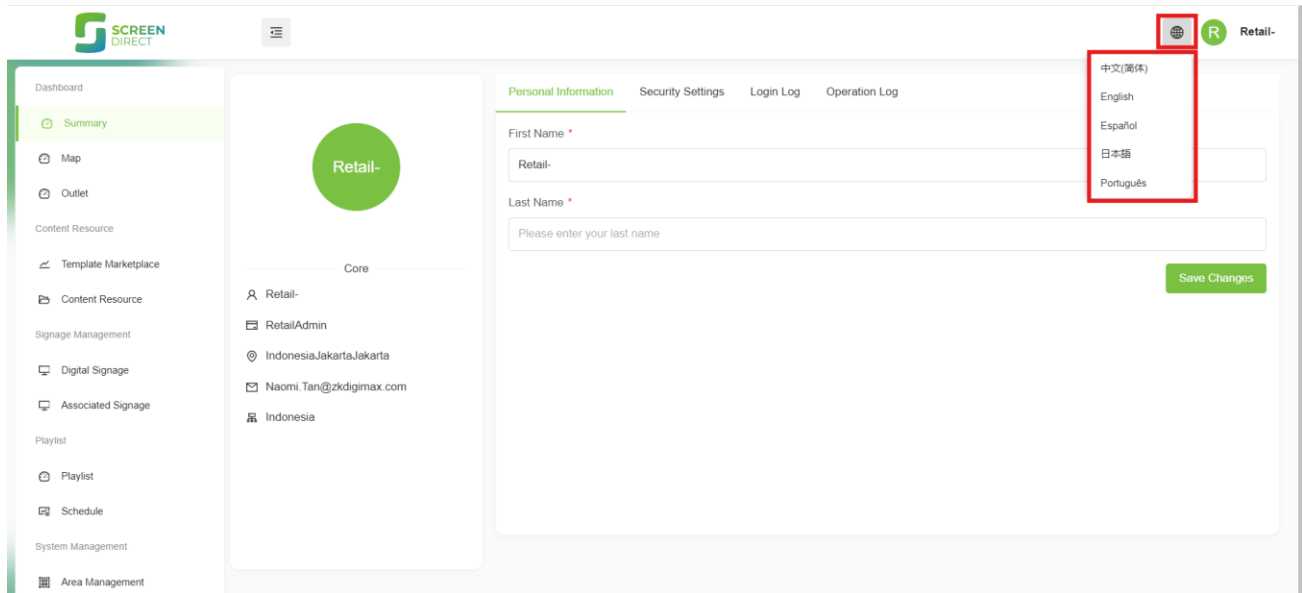 SCREEN
DIRECT
R
Retail-
中文(简体)
English
Español
日本語
Português
Dashboard
Summary
Map
Outlet
Content Resource
Template Marketplace
Content Resource
Signage Management
Digital Signage
Associated Signage
Playlist
Playlist
Schedule
System Management
Area Management
Retail-
Core
Retail-
RetailAdmin
IndonesiaJakartaJakarta
Naomi.Tan@zkdigimax.com
Indonesia
Personal Information Security Settings Login Log Operation Log
First Name *
Retail-
Last Name *
Please enter your last name
Save Changes